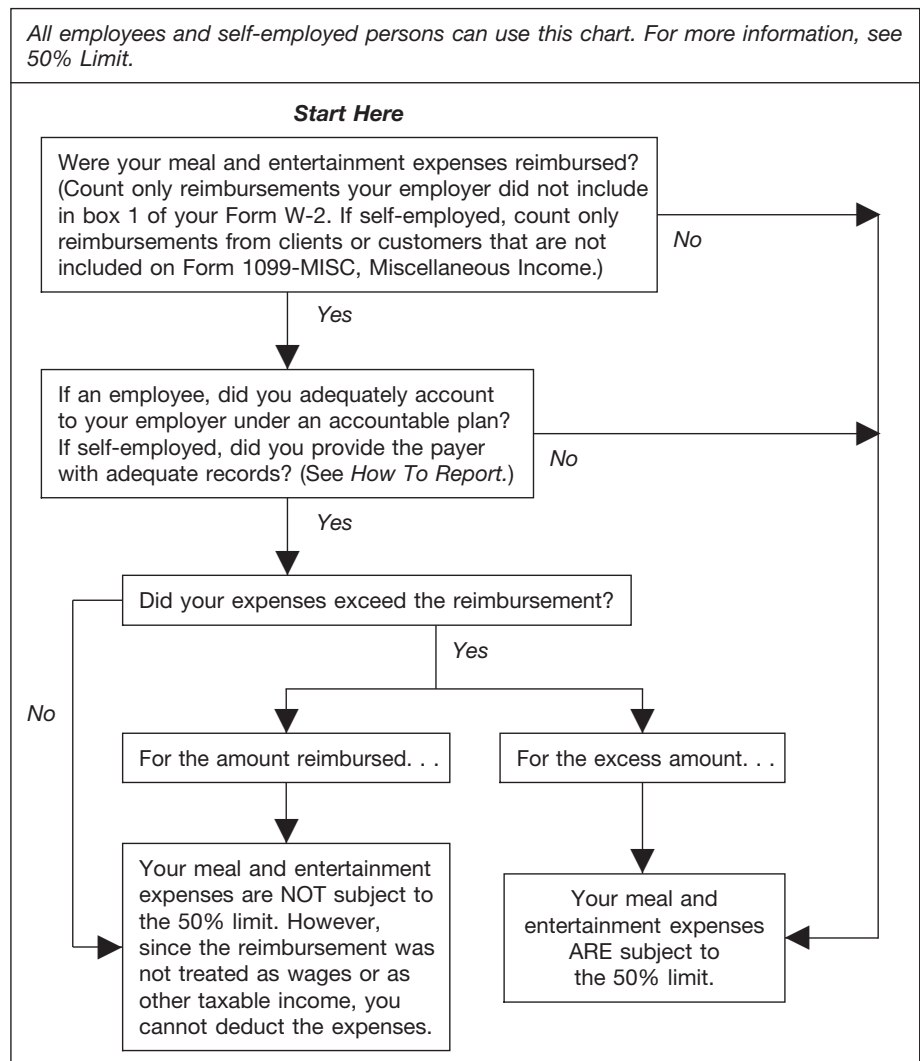 All employees and self-employed persons can use this chart. For more information, see
50% Limit.
Start Here
Were your meal and entertainment expenses reimbursed?
(Count only reimbursements your employer did not include
in box 1 of your Form W-2. If self-employed, count only
reimbursements from clients or customers that are not
included on Form 1099-MISC, Miscellaneous Income.)
No
Yes
If an employee, did you adequately account
to your employer under an accountable plan?
If self-employed, did you provide the payer
with adequate records? (See How To Report.)
No
Yes
Did your expenses exceed the reimbursement?
Yes
No
For the amount reimbursed. . .
For the excess amount. . .
Your meal and entertainment
expenses are NOT subject to
the 50% limit. However,
since the reimbursement was
not treated as wages or as
other taxable income, you
cannot deduct the expenses.
Your meal and
entertainment expenses
ARE subject to
the 50% limit.